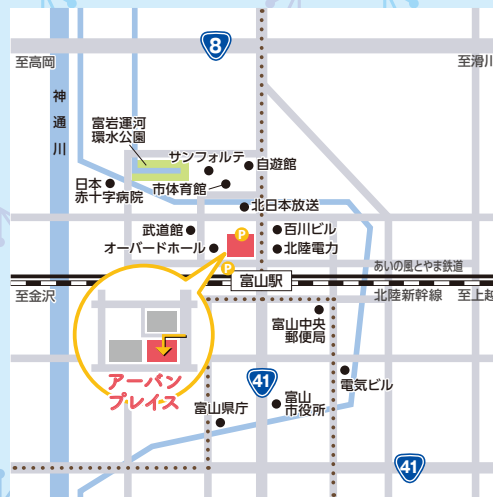 8
至高岡
至滑川
神通川
富岩運河
環水公園
サンフォルテ
自遊館
日本
赤十字病院
市体育館
北日本放送
武道館
P
百川ビル
オーバードホール
北陸電力
P
あいの風とやま鉄道
富山駅
至金沢
北陸新幹線
至上越
富山中央
郵便局
アーバン
プレイス
41
電気ビル
富山
市役所
富山県庁
41